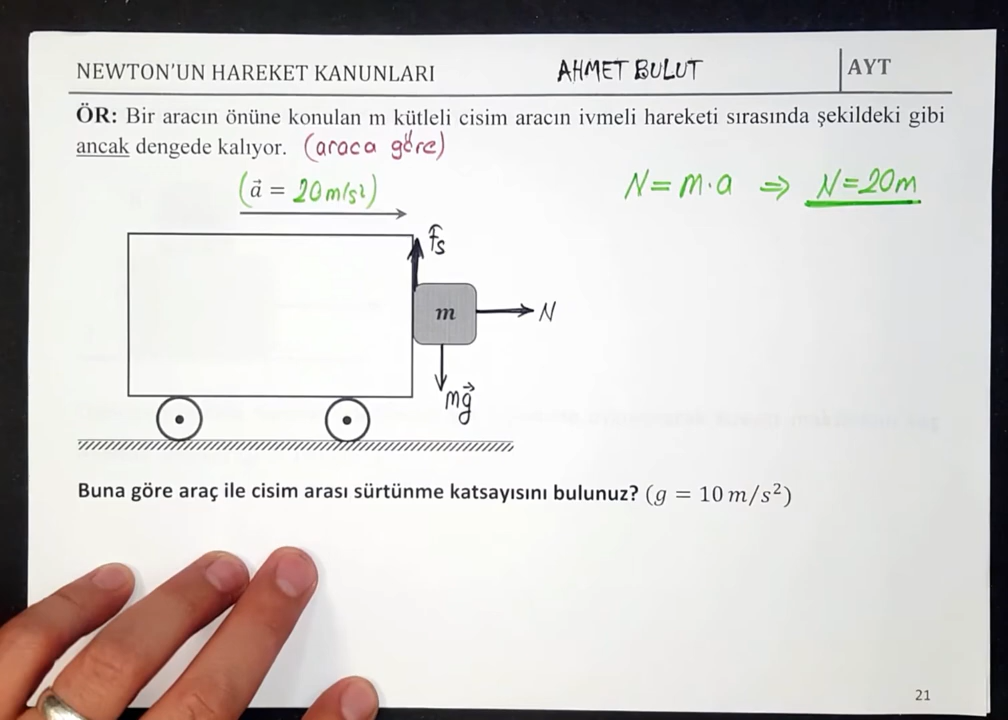 NEWTON'UN HAREKET KANUNLARI AHMET BULUT AYT
ÖR: Bir aracın önüne konulan m kütleli cisim aracın ivmeli hareketi sırasında şekildeki gibi
ancak dengede kalıyor. (araca göre)
(a⃗ = 20m/s²) N = m·a ⇒ N=20m
fs
m N
mg⃗
Buna göre araç ile cisim arası sürtünme katsayısını bulunuz? (g = 10 m/s²)
21